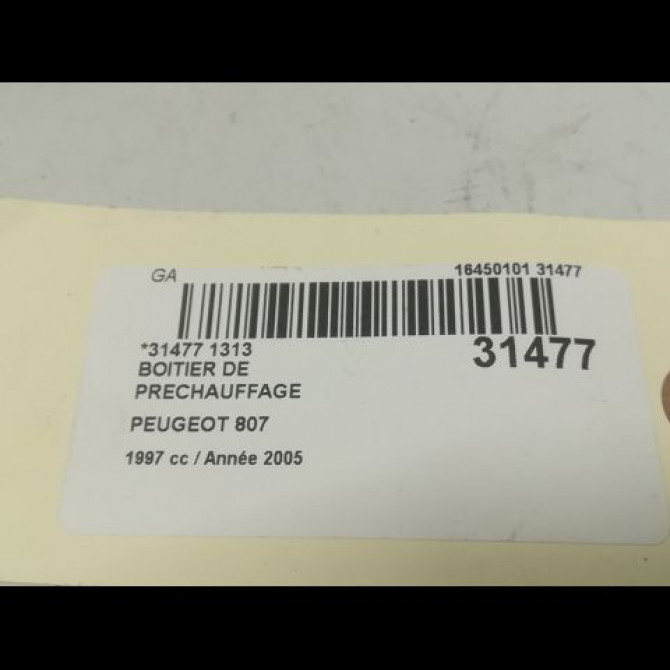 GA
16450101 31477
*31477 1313
31477
BOITIER DE
PRECHAUFFAGE
PEUGEOT 807
1997 cc / Année 2005